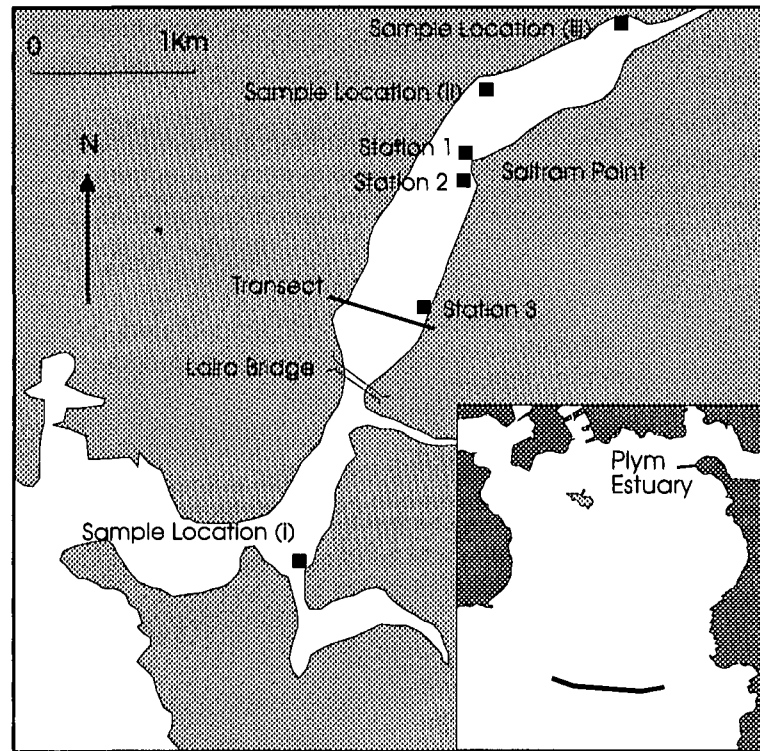 Sample Location (iii)
0 1Km
Sample Location (ii)
N
Station 1
Saltram Point
Station 2
Transect
Station 3
Laira Bridge
Plym
Estuary
Sample Location (i)